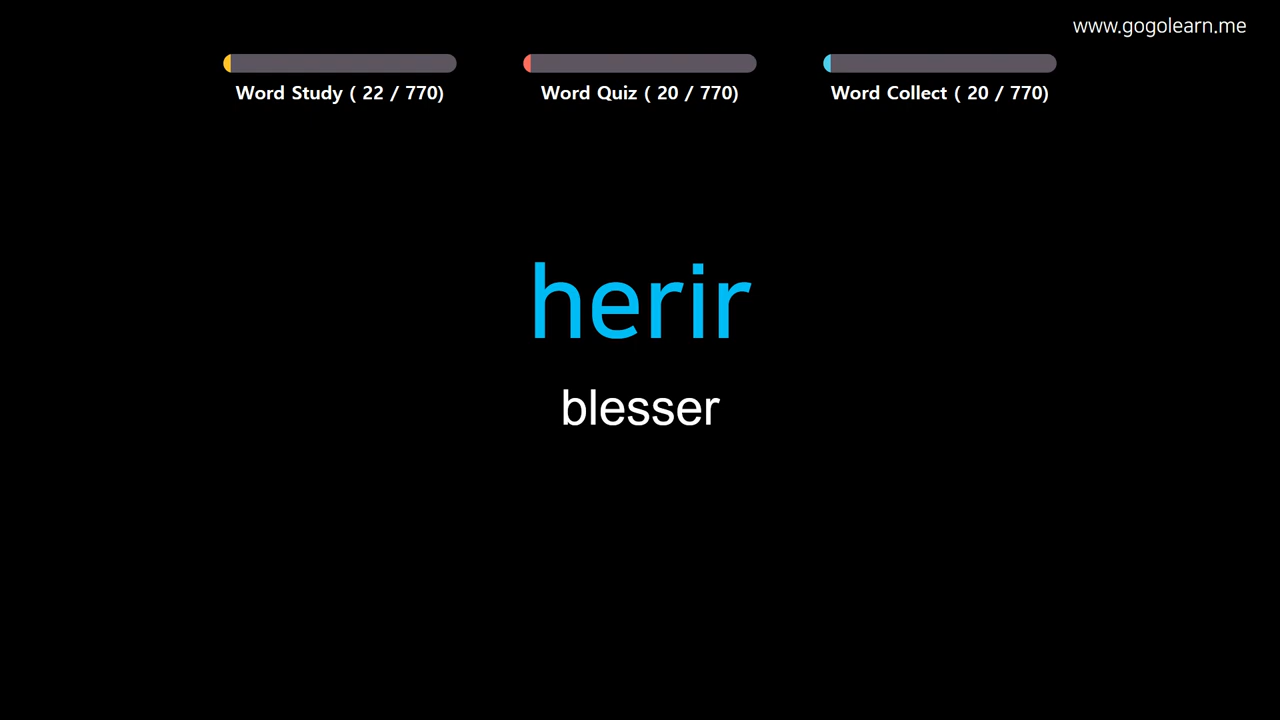 www.gogolearn.me
Word Study ( 22 / 770)
Word Quiz ( 20 / 770)
Word Collect ( 20 / 770)
herir
blesser